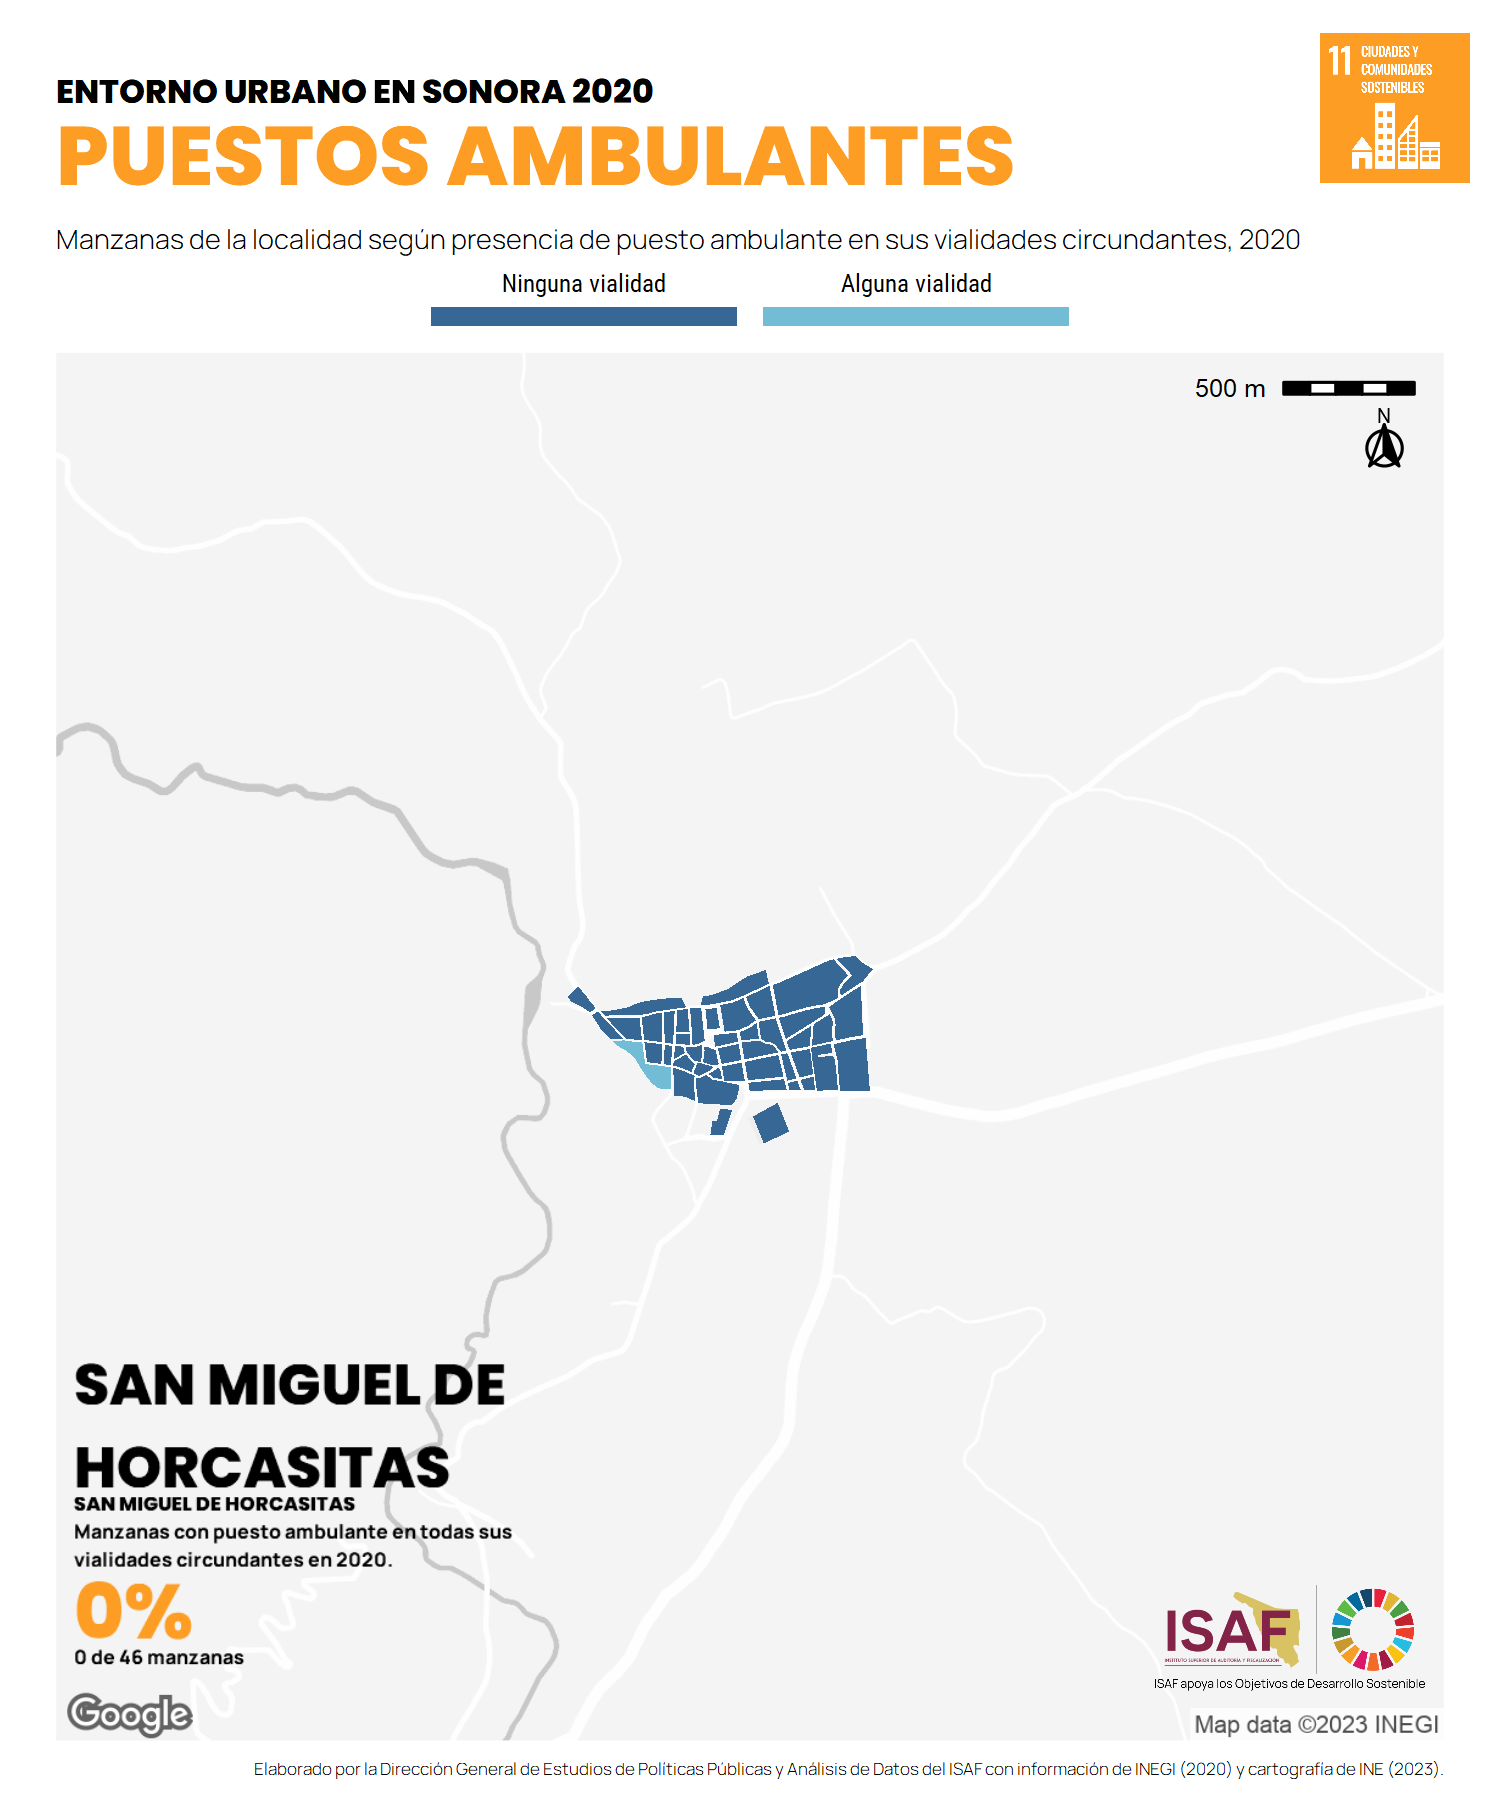 ENTORNO URBANO EN SONORA 2020
PUESTOS AMBULANTES
11 CIUDADES Y
COMUNIDADES
SOSTENIBLES
Manzanas de la localidad según presencia de puesto ambulante en sus vialidades circundantes, 2020
Ninguna vialidad
Alguna vialidad
500 m
N
SAN MIGUEL DE
HORCASITAS
SAN MIGUEL DE HORCASITAS
Manzanas con puesto ambulante en todas sus
vialidades circundantes en 2020.
0%
0 de 46 manzanas
Google
ISAF
INSTITUTO SUPERIOR DE AUDITORÍA Y FISCALIZACIÓN
ISAF apoya los Objetivos de Desarrollo Sostenible
Map data ©2023 INEGI
Elaborado por la Dirección General de Estudios de Políticas Públicas y Análisis de Datos del ISAF con información de INEGI (2020) y cartografía de INE (2023).